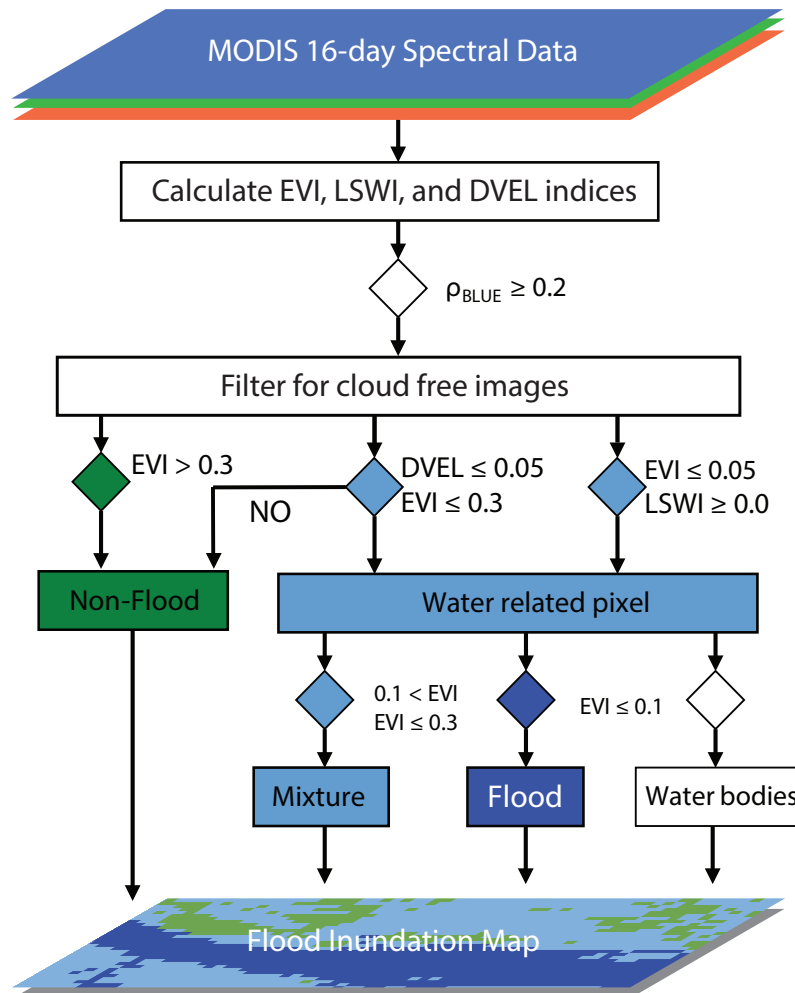 MODIS 16-day Spectral Data
Calculate EVI, LSWI, and DVEL indices
ρBLUE ≥ 0.2
Filter for cloud free images
EVI > 0.3
DVEL ≤ 0.05
EVI ≤ 0.3
EVI ≤ 0.05
LSWI ≥ 0.0
NO
Non-Flood
Water related pixel
0.1 < EVI
EVI ≤ 0.3
EVI ≤ 0.1
Mixture
Flood
Water bodies
Flood Inundation Map